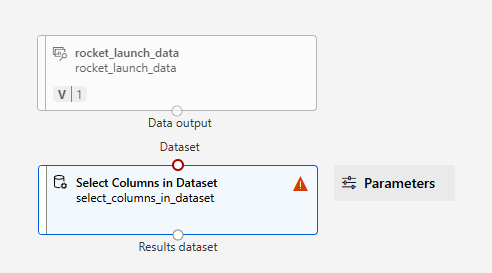 rocket_launch_data
rocket_launch_data
V 1
Data output
Dataset
Select Columns in Dataset
select_columns_in_dataset
Parameters
Results dataset